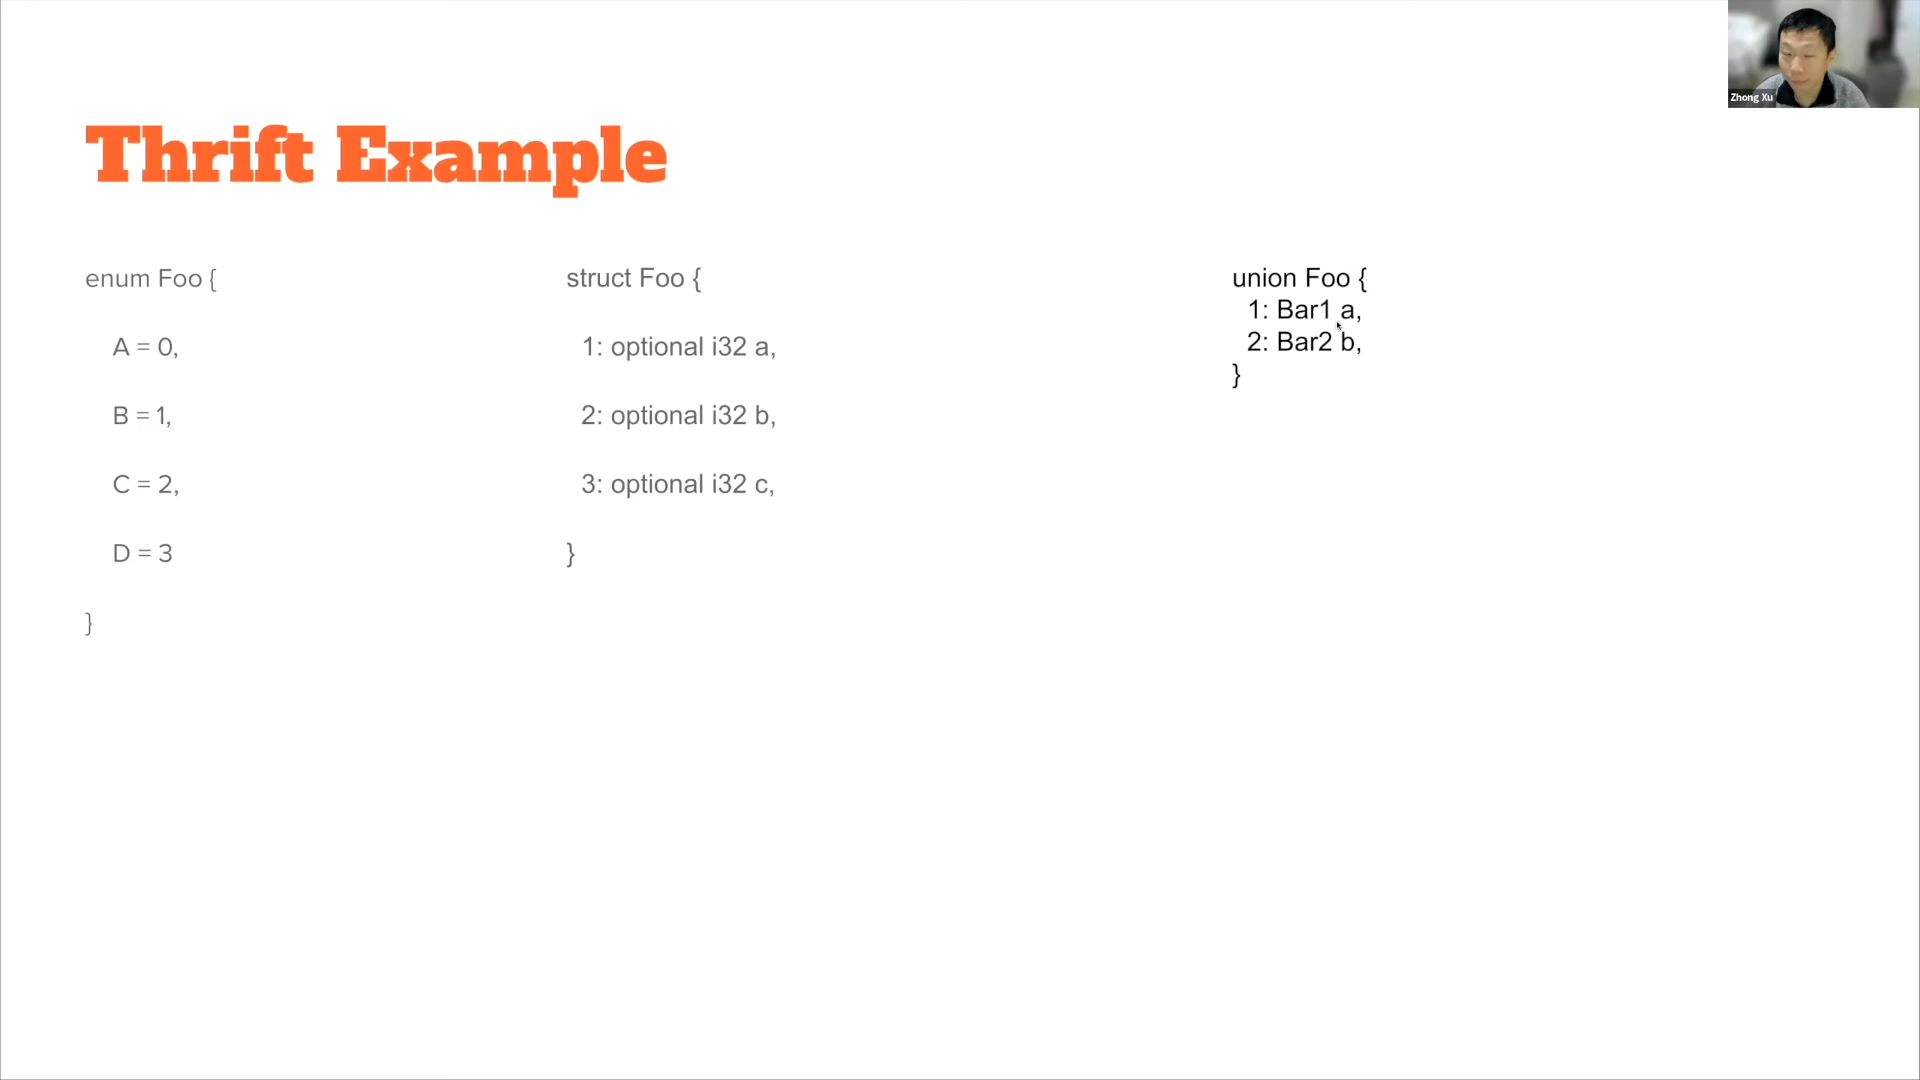 Zhong Xu
Thrift Example
enum Foo {
A = 0,
B = 1,
C = 2,
D = 3
}
struct Foo {
1: optional i32 a,
2: optional i32 b,
3: optional i32 c,
}
union Foo {
1: Bar1 a,
2: Bar2 b,
}